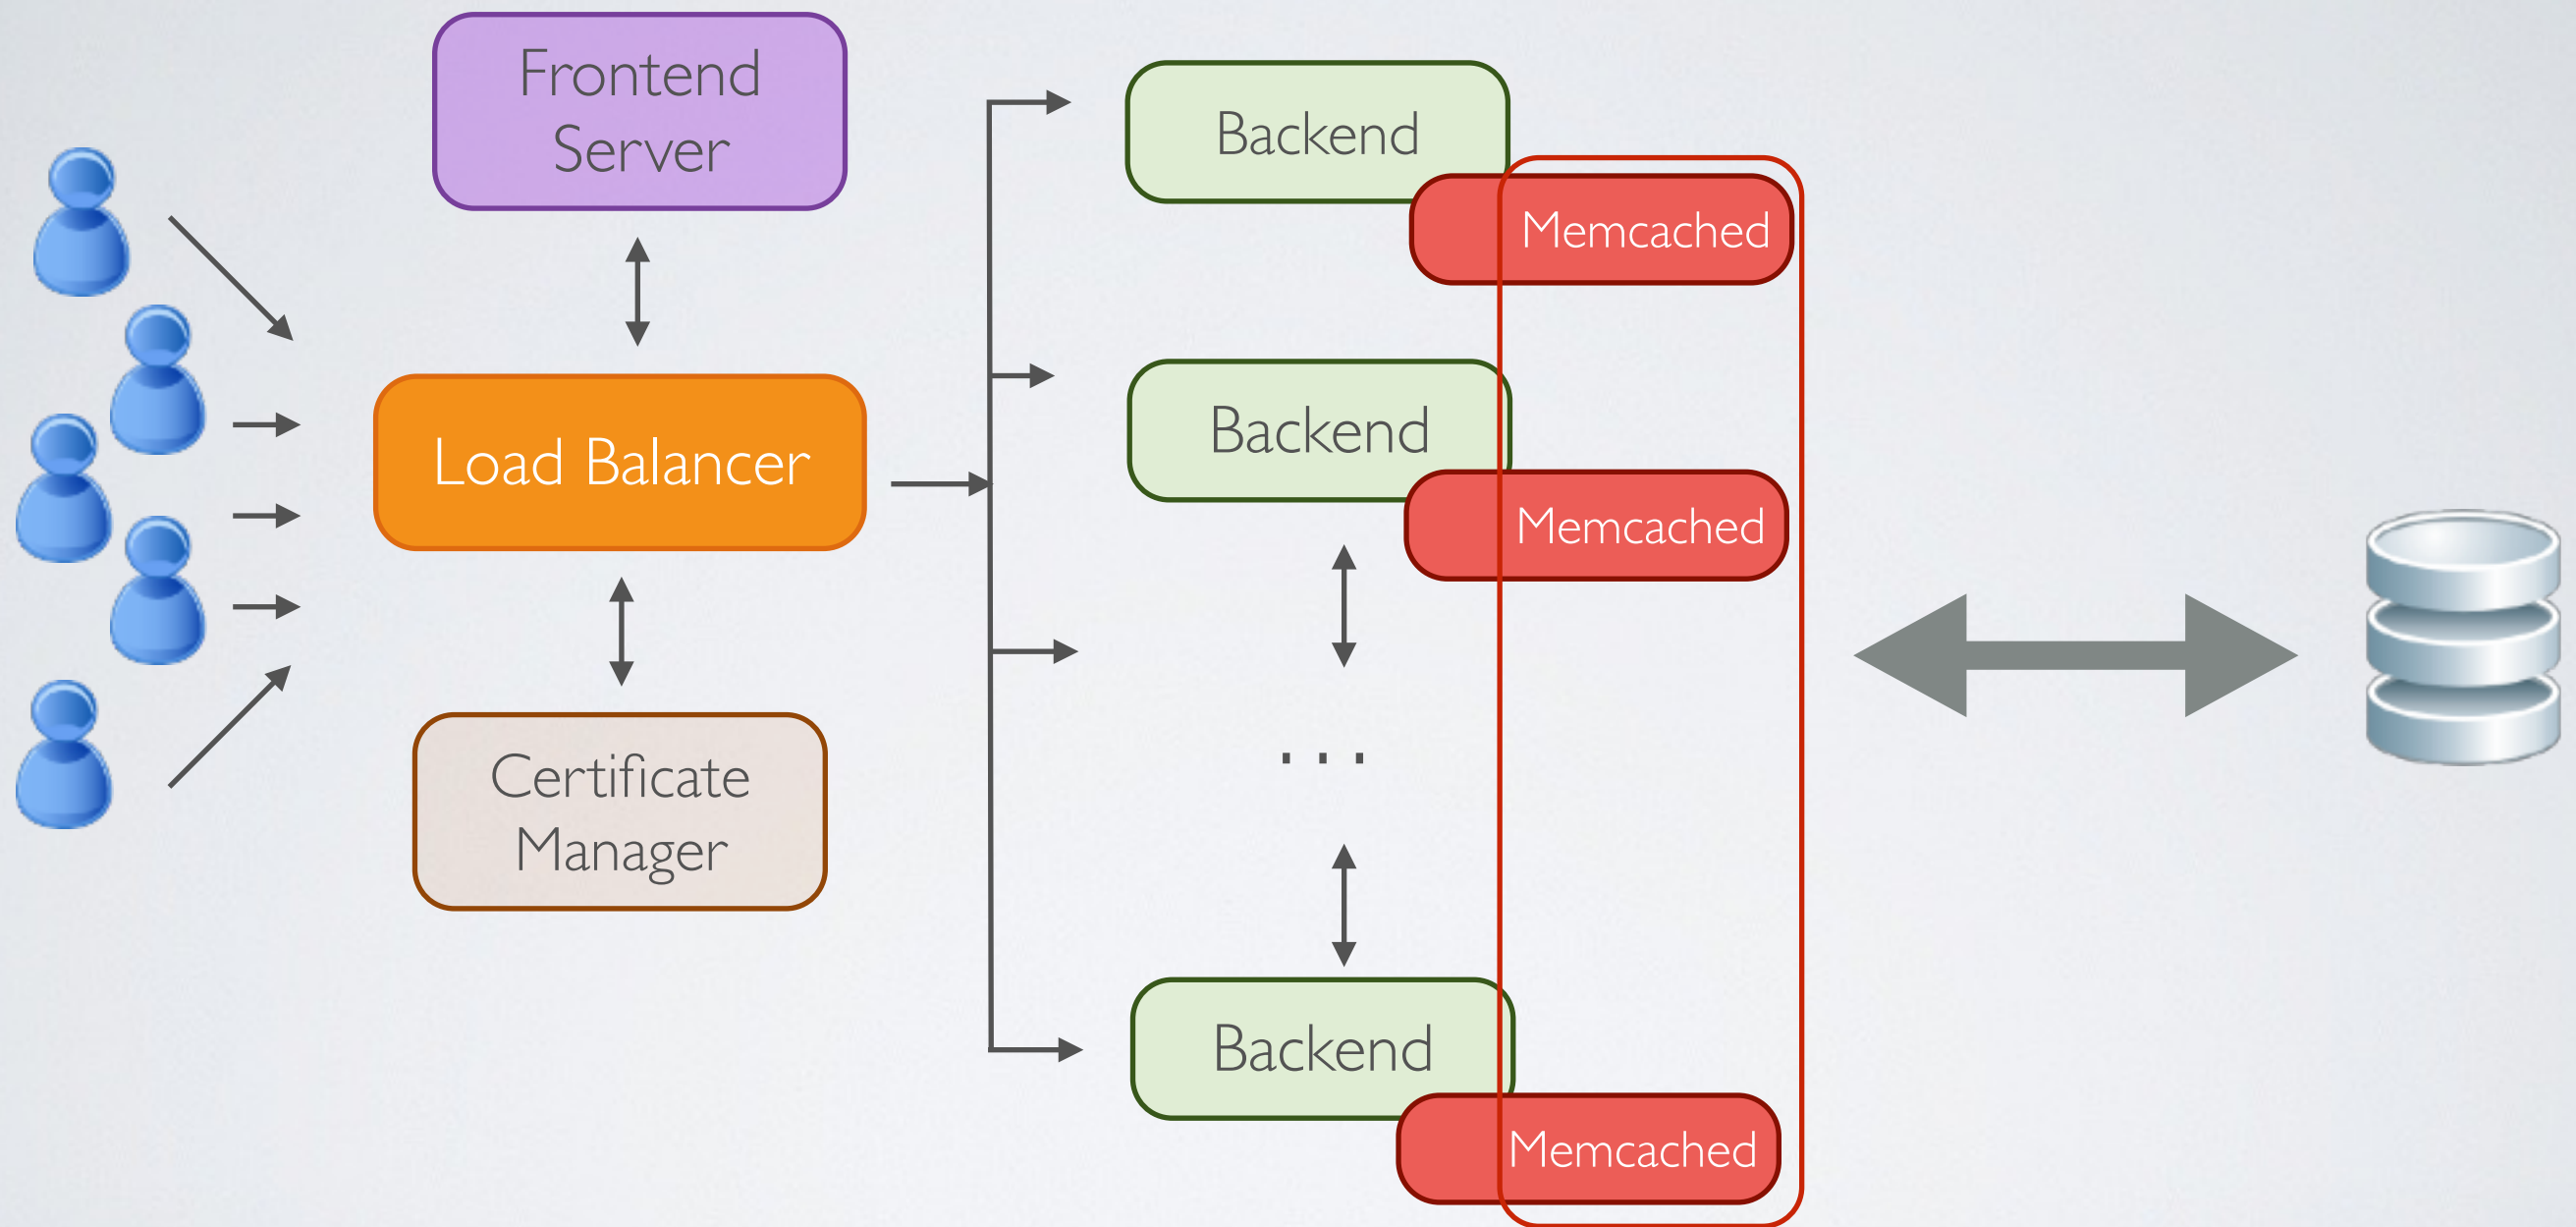 Frontend
Server
Load Balancer
Certificate
Manager
Backend
Memcached
Backend
Memcached
...
Backend
Memcached